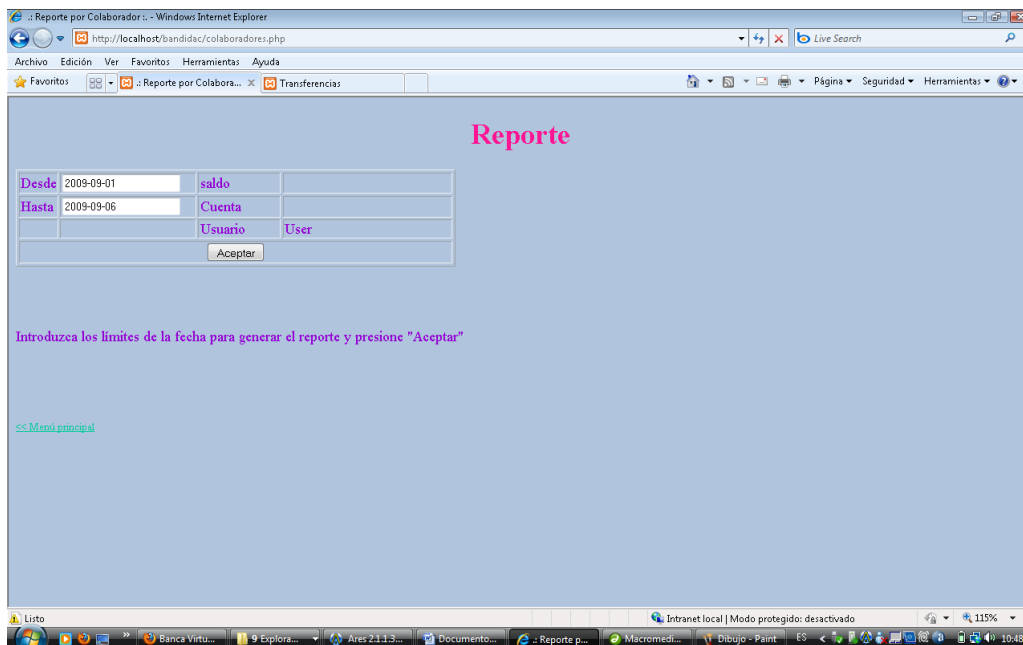 .: Reporte por Colaborador :. - Windows Internet Explorer
http://localhost/bandidac/colaboradores.php
Live Search
Archivo Edición Ver Favoritos Herramientas Ayuda
Favoritos .: Reporte por Colabora... X Transferencias Página Seguridad Herramientas
Reporte
Desde 2009-09-01 saldo
Hasta 2009-09-06 Cuenta
Usuario User
Aceptar
Introduzca los límites de la fecha para generar el reporte y presione "Aceptar"
<< Menú principal
Listo Intranet local | Modo protegido: desactivado 115%
» Banca Virtu... 9 Explora... Ares 2.1.1.3... Documento... .: Reporte p... Macromedi... Dibujo - Paint ES < 10:48